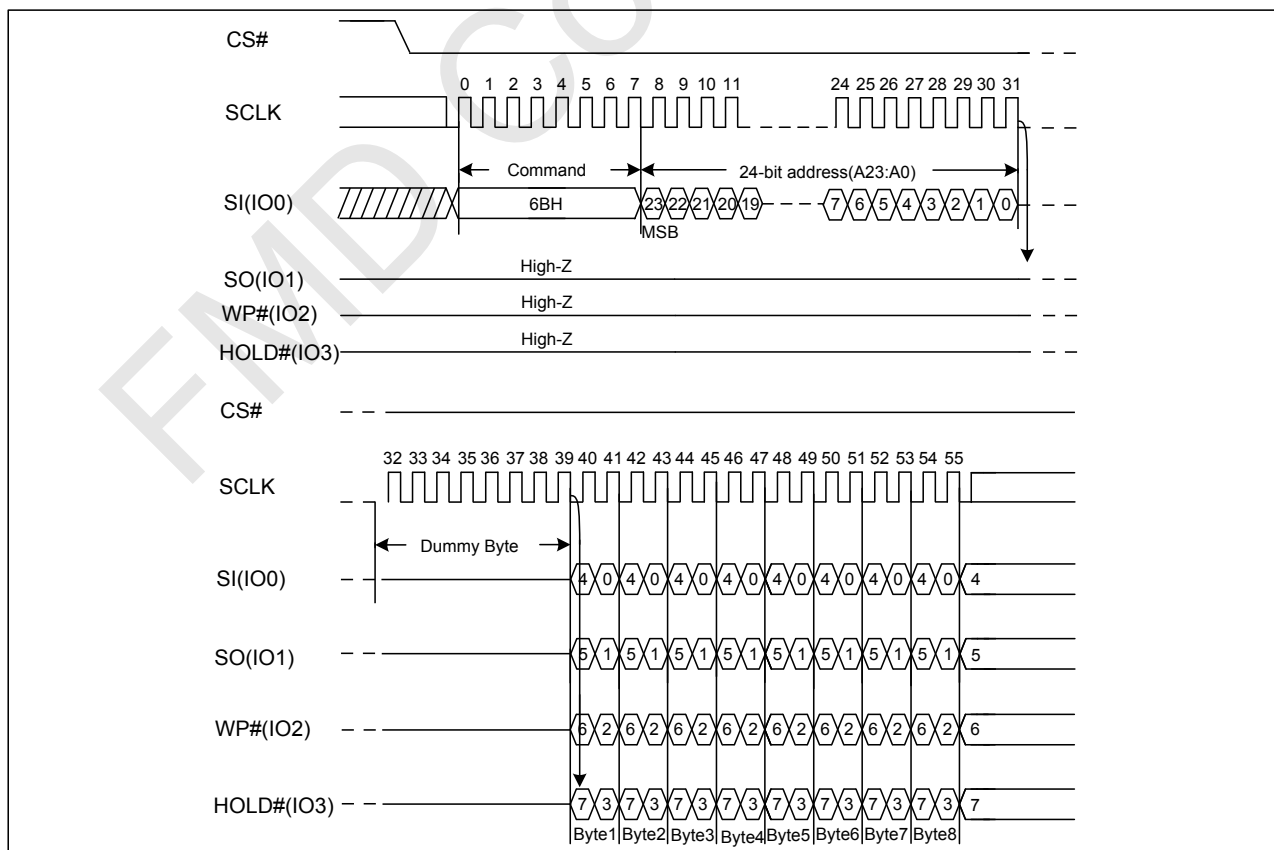 FMD Co
CS#
0 1 2 3 4 5 6 7 8 9 10 11 24 25 26 27 28 29 30 31
SCLK
Command 24-bit address(A23:A0)
SI(IO0) 6BH 23 22 21 20 19 7 6 5 4 3 2 1 0
MSB
High-Z
SO(IO1)
High-Z
WP#(IO2)
High-Z
HOLD#(IO3)
CS#
32 33 34 35 36 37 38 39 40 41 42 43 44 45 46 47 48 49 50 51 52 53 54 55
SCLK
Dummy Byte
SI(IO0) 4 0 4 0 4 0 4 0 4 0 4 0 4 0 4 0 4
SO(IO1) 5 1 5 1 5 1 5 1 5 1 5 1 5 1 5 1 5
WP#(IO2) 6 2 6 2 6 2 6 2 6 2 6 2 6 2 6 2 6
HOLD#(IO3) 7 3 7 3 7 3 7 3 7 3 7 3 7 3 7 3 7
Byte1 Byte2 Byte3 Byte4 Byte5 Byte6 Byte7 Byte8